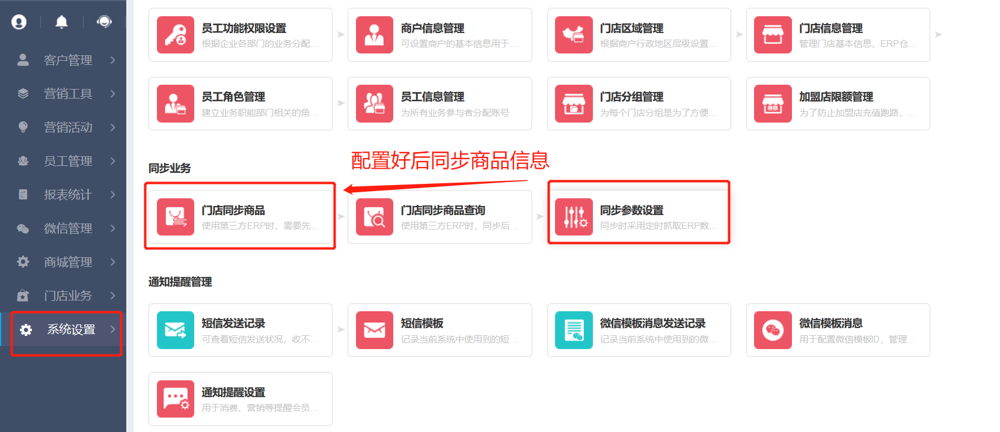 客户管理
营销工具
营销活动
员工管理
报表统计
微信管理
商城管理
门店业务
系统设置
员工功能权限设置
根据企业各部门的业务分配...
商户信息管理
可设置商户的基本信息用于...
门店区域管理
根据商户行政地区层级设置...
门店信息管理
管理门店基本信息、ERP仓...
员工角色管理
建立业务职能部门相关的角...
员工信息管理
为所有业务参与者分配账号
门店分组管理
为每个门店分组是为了方便...
加盟店限额管理
为了防止加盟店充值跑路，...
配置好后同步商品信息
同步业务
门店同步商品
使用第三方ERP时，需要先...
门店同步商品查询
使用第三方ERP时，同步后...
同步参数设置
同步时采用定时抓取ERP数...
通知提醒管理
短信发送记录
可查看短信发送状况，收不...
短信模板
记录当前系统中使用到的短...
微信模板消息发送记录
记录当前系统中使用到的微...
微信模板消息
用于配置微信模板ID，管理...
通知提醒设置
用于消费、营销等提醒会员...